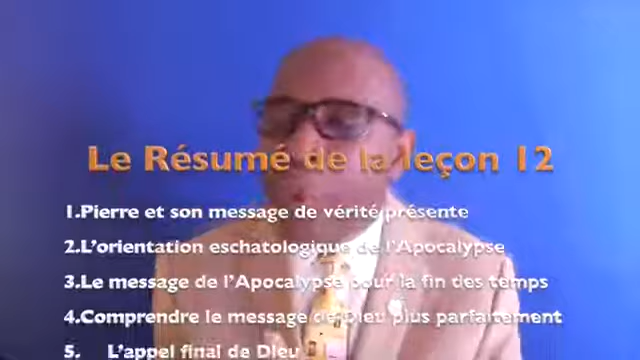 Le Résumé de la leçon 12
1.Pierre et son message de vérité présente
2.L'orientation eschatologique de l'Apocalypse
3.Le message de l'Apocalypse pour la fin des temps
4.Comprendre le message de Dieu plus parfaitement
5. L'appel final de Dieu